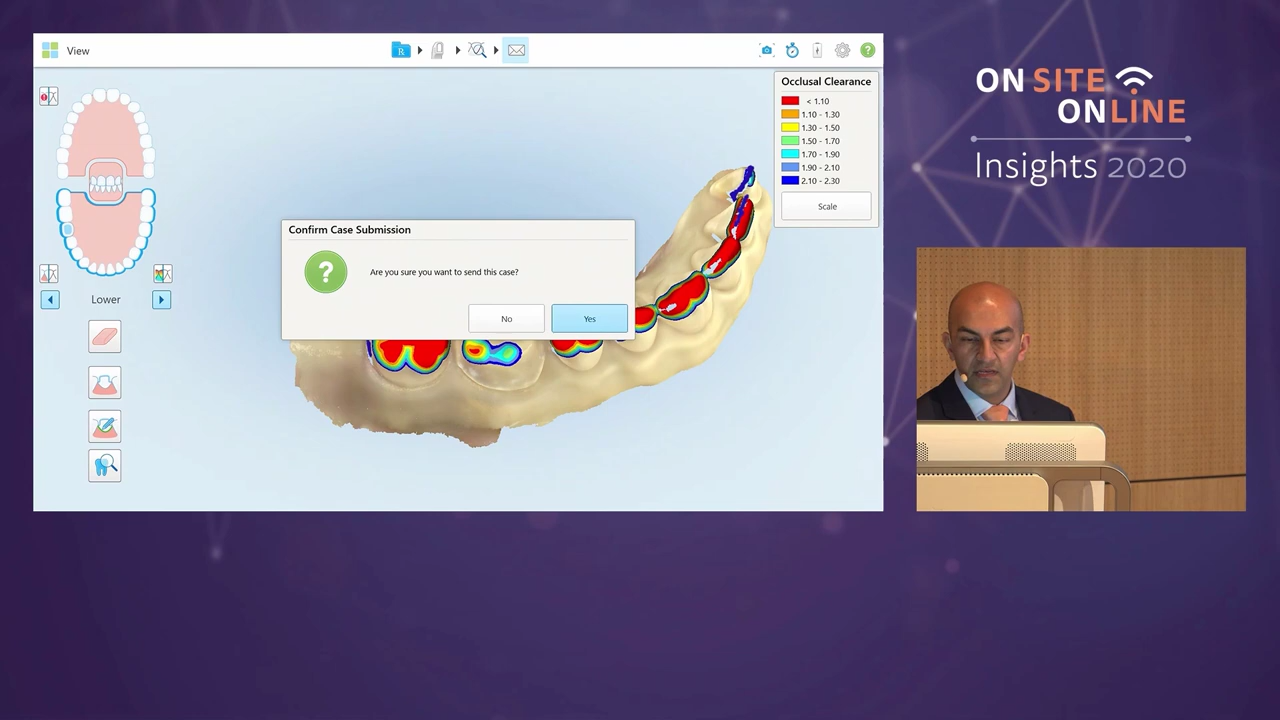 View
R
Occlusal Clearance
< 1.10
1.10 - 1.30
1.30 - 1.50
1.50 - 1.70
1.70 - 1.90
1.90 - 2.10
2.10 - 2.30
Scale
Confirm Case Submission
?
Are you sure you want to send this case?
No
Yes
Lower
ON SITE
ONLINE
Insights 2020